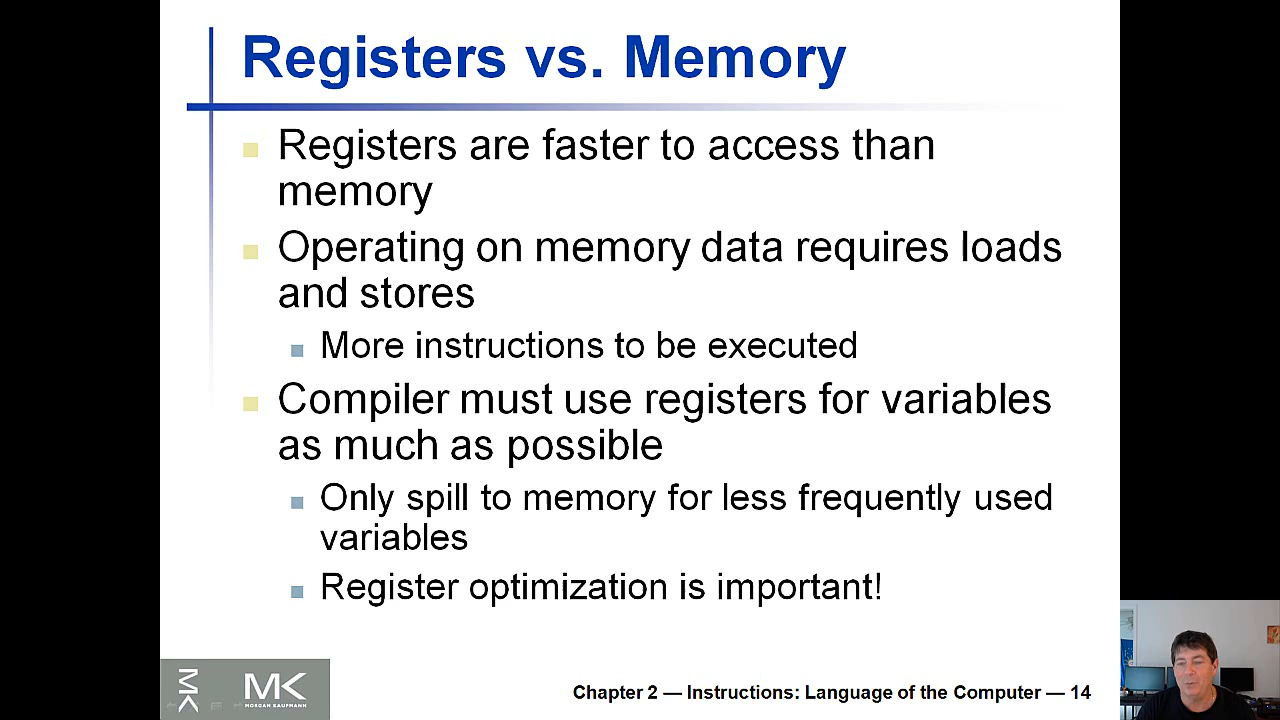 Registers vs. Memory
Registers are faster to access than
memory
Operating on memory data requires loads
and stores
More instructions to be executed
Compiler must use registers for variables
as much as possible
Only spill to memory for less frequently used
variables
Register optimization is important!
MK
MK
MORGAN KAUFMANN
Chapter 2 — Instructions: Language of the Computer — 14